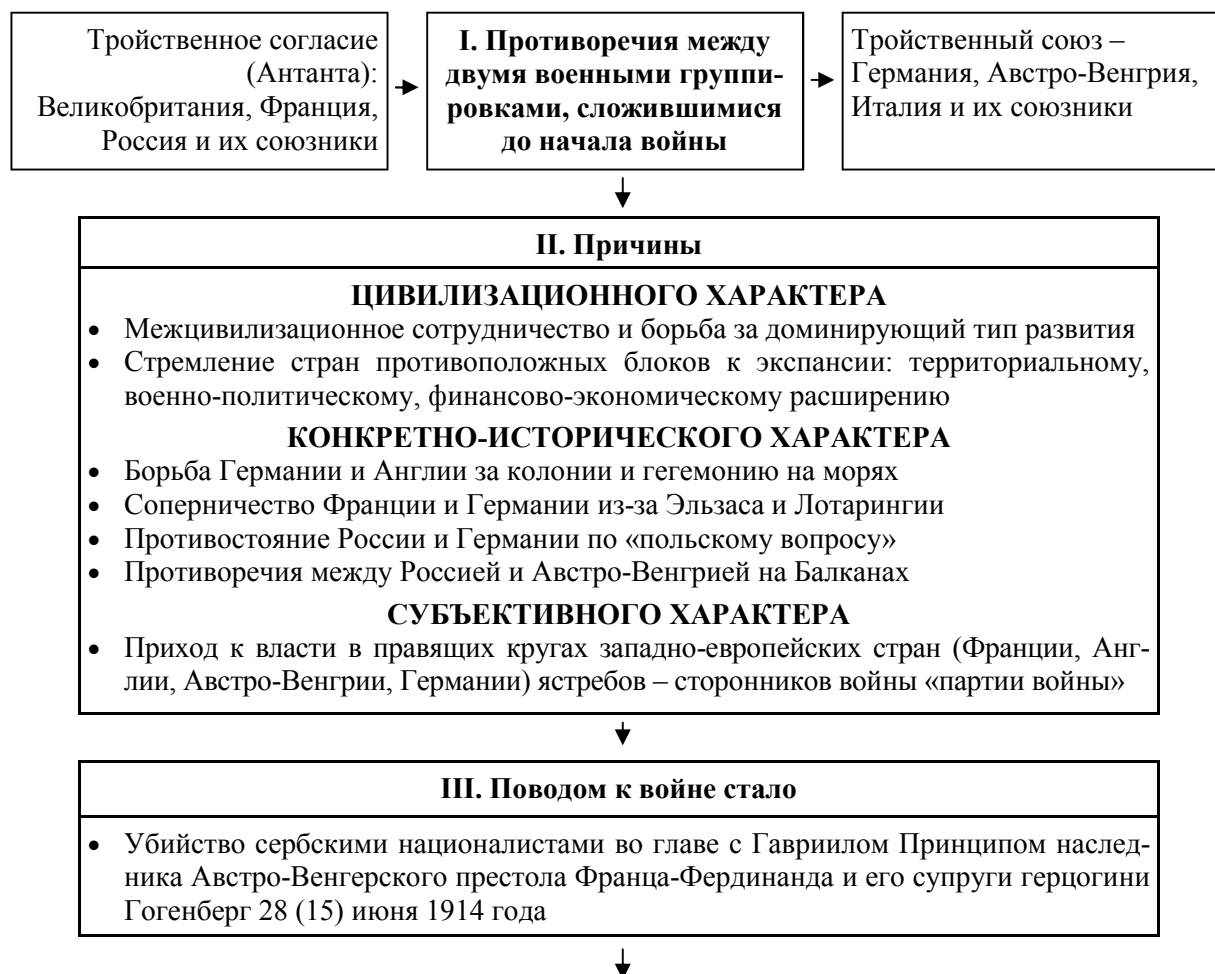 Тройственное согласие
(Антанта):
Великобритания, Франция,
Россия и их союзники
I. Противоречия между
двумя военными группи-
ровками, сложившимися
до начала войны
Тройственный союз –
Германия, Австро-Венгрия,
Италия и их союзники
II. Причины
ЦИВИЛИЗАЦИОННОГО ХАРАКТЕРА
• Межцивилизационное сотрудничество и борьба за доминирующий тип развития
• Стремление стран противоположных блоков к экспансии: территориальному,
военно-политическому, финансово-экономическому расширению
КОНКРЕТНО-ИСТОРИЧЕСКОГО ХАРАКТЕРА
• Борьба Германии и Англии за колонии и гегемонию на морях
• Соперничество Франции и Германии из-за Эльзаса и Лотарингии
• Противостояние России и Германии по «польскому вопросу»
• Противоречия между Россией и Австро-Венгрией на Балканах
СУБЪЕКТИВНОГО ХАРАКТЕРА
• Приход к власти в правящих кругах западно-европейских стран (Франции, Анг-
лии, Австро-Венгрии, Германии) ястребов – сторонников войны «партии войны»
III. Поводом к войне стало
• Убийство сербскими националистами во главе с Гавриилом Принципом наслед-
ника Австро-Венгерского престола Франца-Фердинанда и его супруги герцогини
Гогенберг 28 (15) июня 1914 года